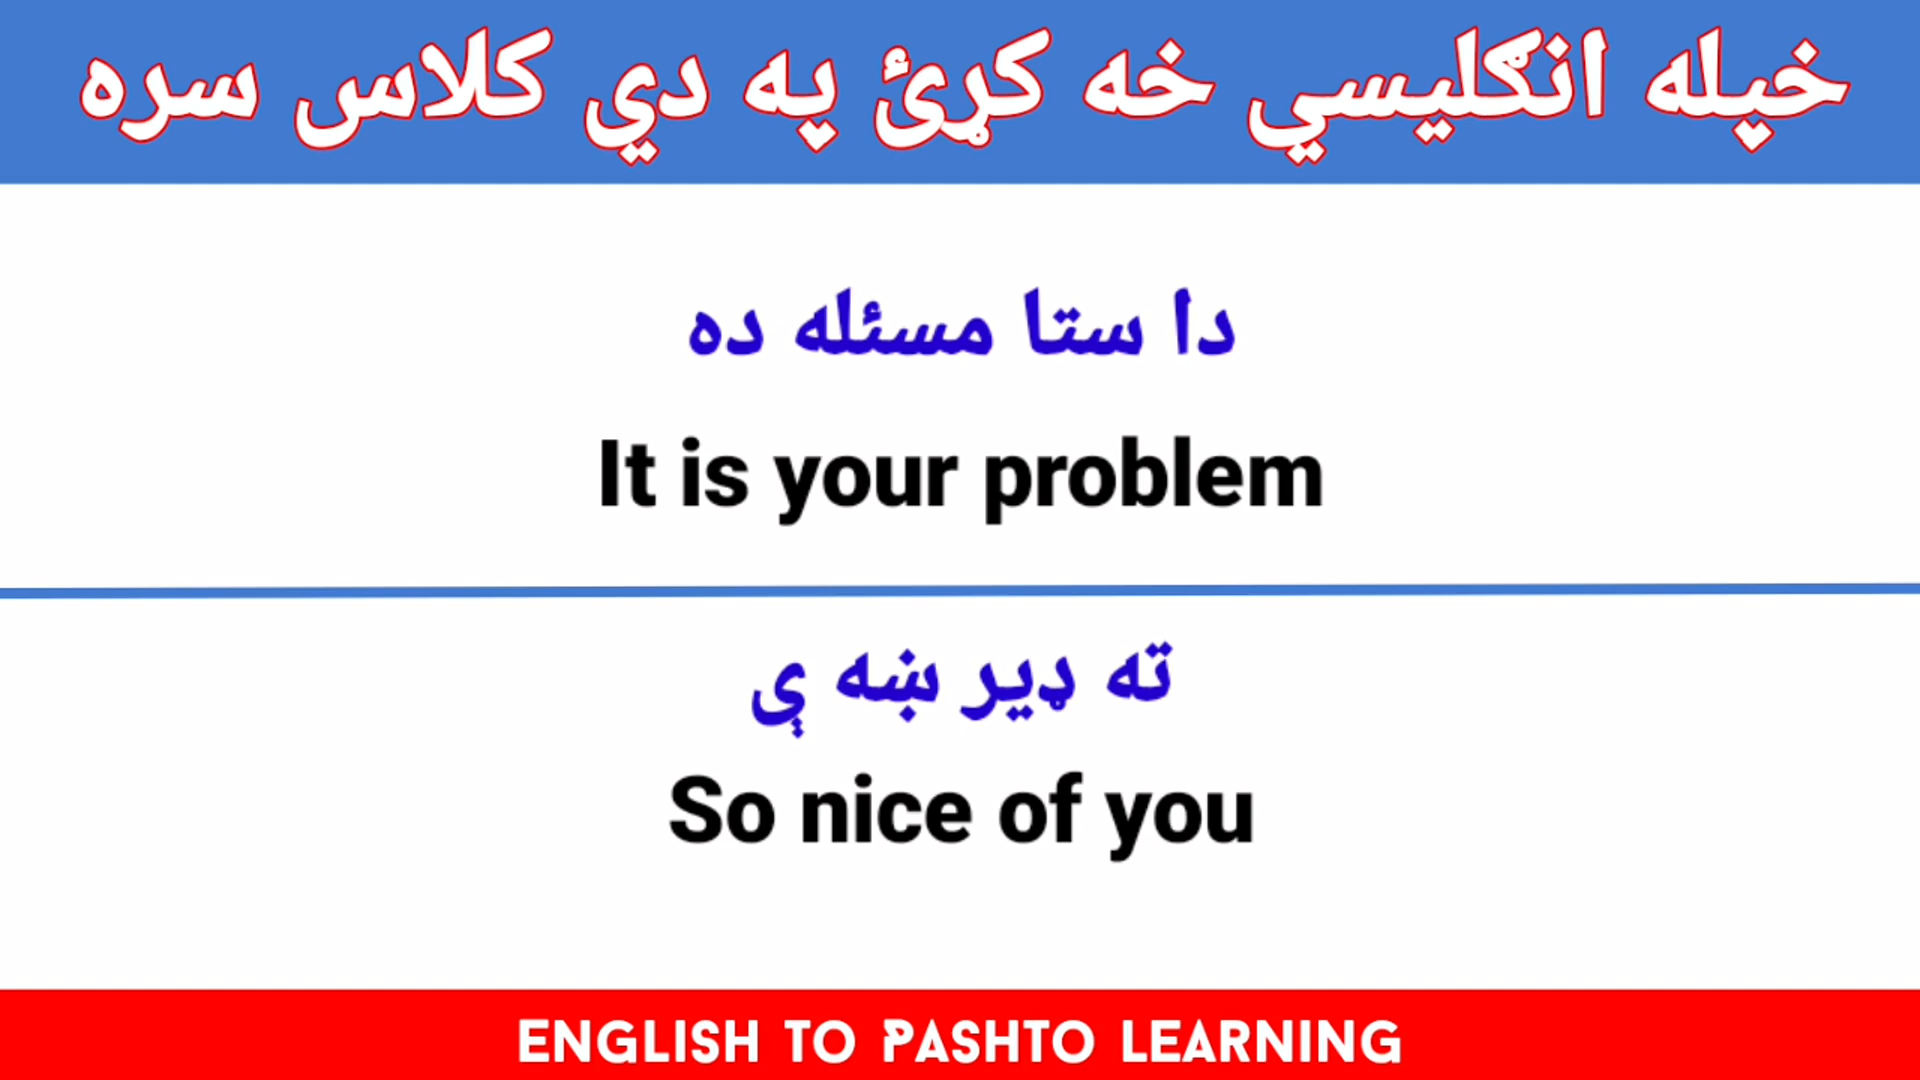 خپله انګلیسي خه کړئ په دي کلاس سره
دا ستا مسئله ده
It is your problem
ته ډیر ښه ې
So nice of you
ENGLISH TO PASHTO LEARNING